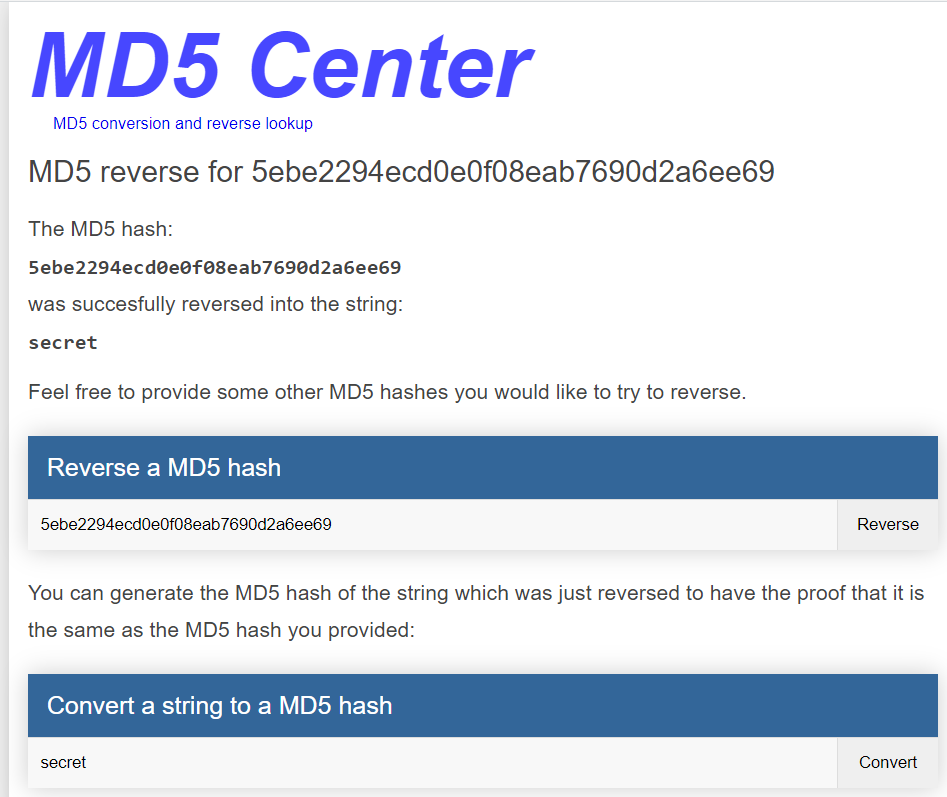 MD5 Center
MD5 conversion and reverse lookup
MD5 reverse for 5ebe2294ecd0e0f08eab7690d2a6ee69
The MD5 hash:
5ebe2294ecd0e0f08eab7690d2a6ee69
was succesfully reversed into the string:
secret
Feel free to provide some other MD5 hashes you would like to try to reverse.
Reverse a MD5 hash
5ebe2294ecd0e0f08eab7690d2a6ee69 Reverse
You can generate the MD5 hash of the string which was just reversed to have the proof that it is
the same as the MD5 hash you provided:
Convert a string to a MD5 hash
secret Convert